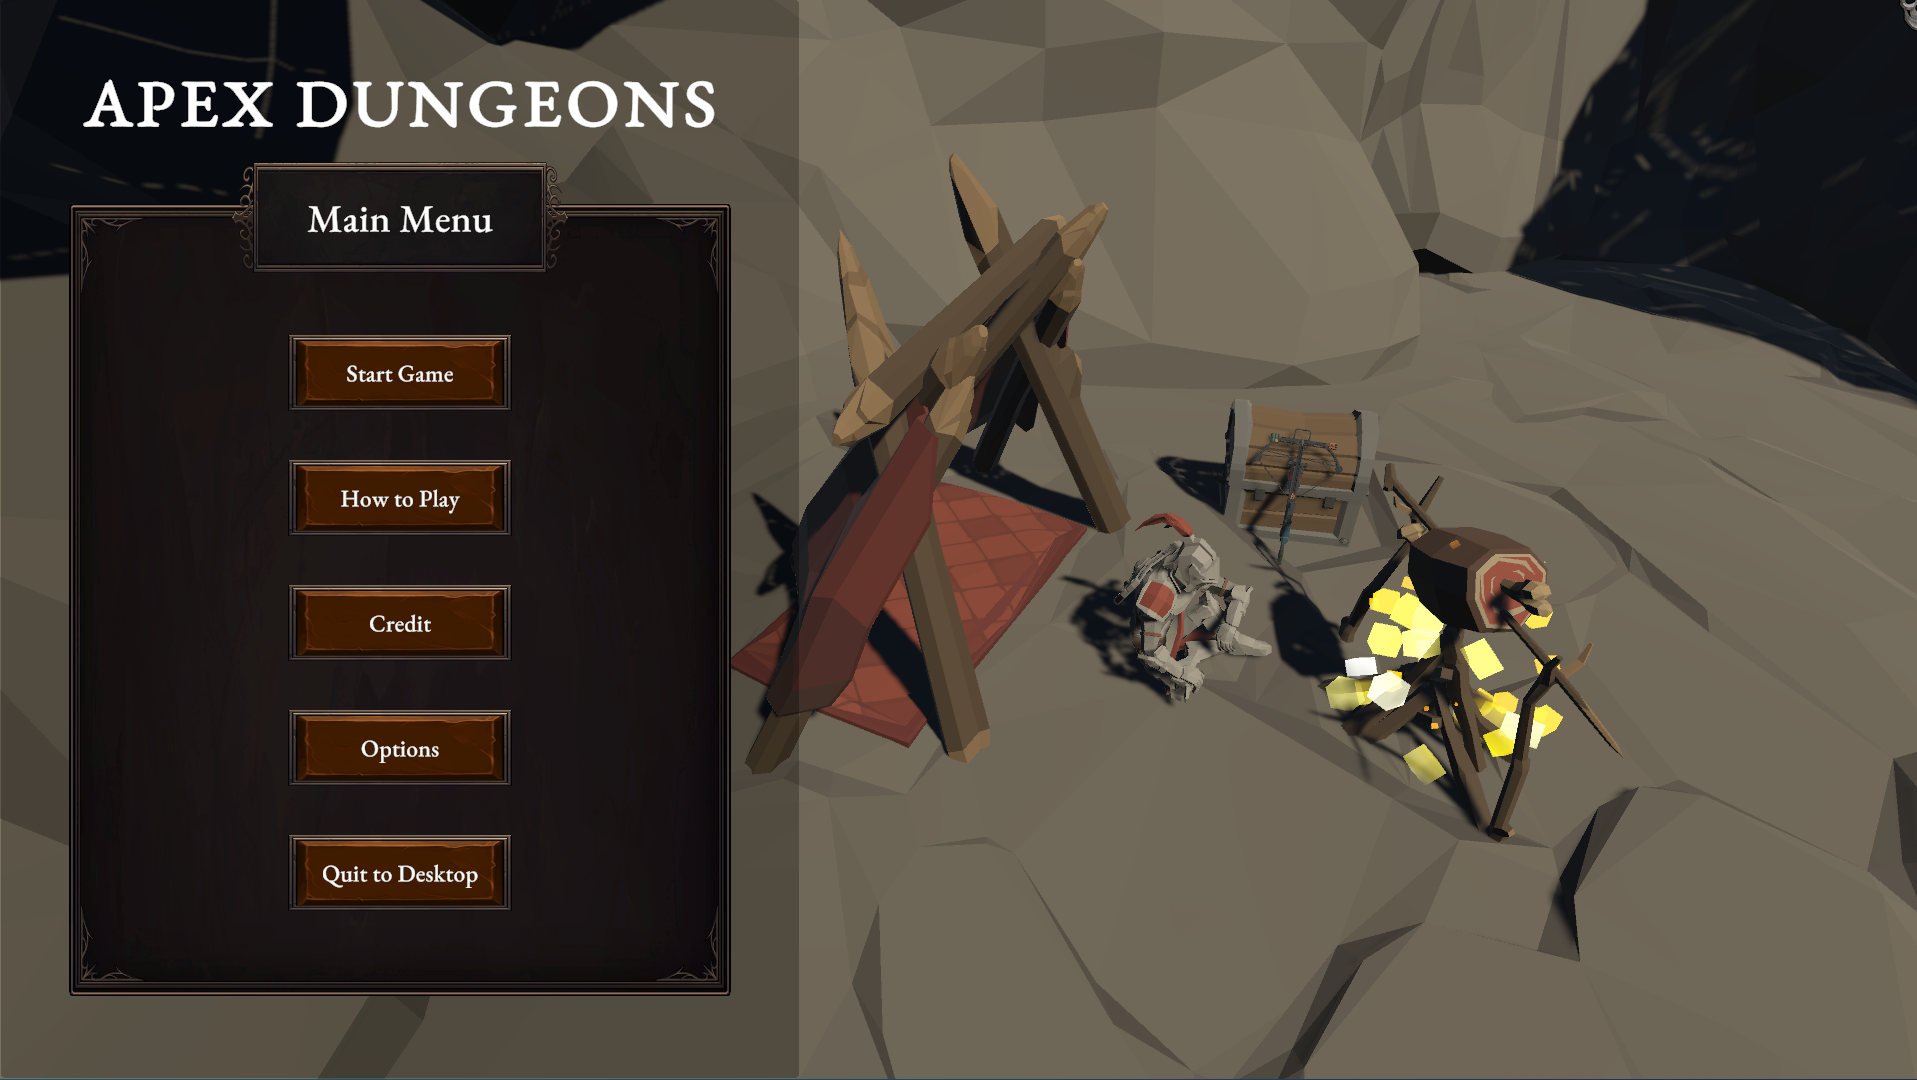 APEX DUNGEONS
Main Menu
Start Game
How to Play
Credit
Options
Quit to Desktop